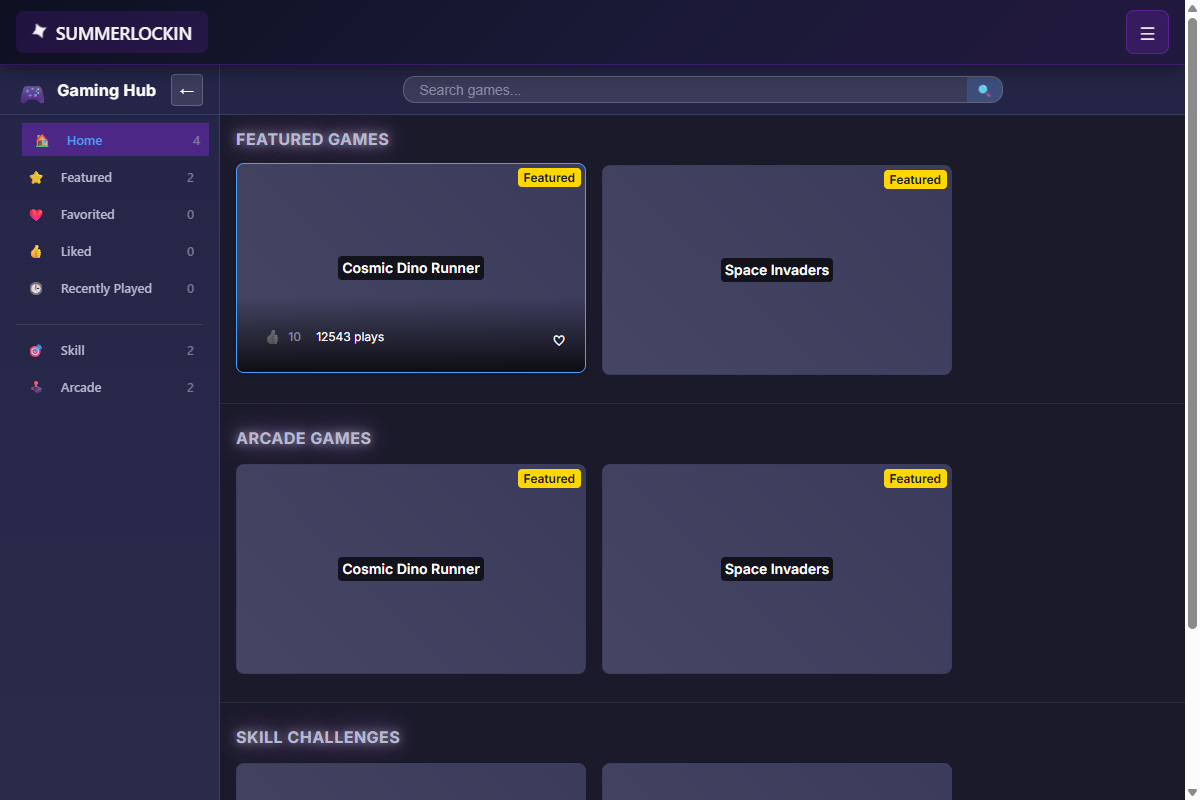 SUMMERLOCKIN
☰
Gaming Hub
←
Search games...
Home 4
Featured 2
Favorited 0
Liked 0
Recently Played 0
Skill 2
Arcade 2
FEATURED GAMES
Featured
Cosmic Dino Runner
10 12543 plays
Featured
Space Invaders
ARCADE GAMES
Featured
Cosmic Dino Runner
Featured
Space Invaders
SKILL CHALLENGES